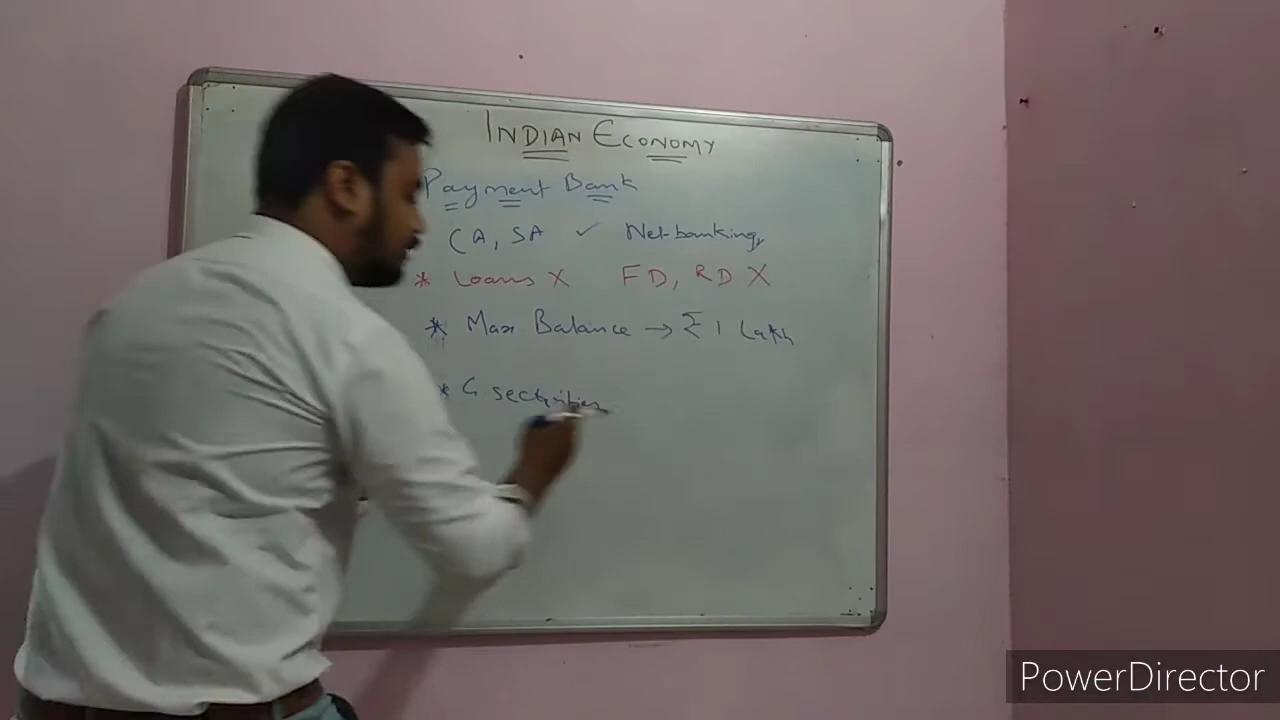 INDIAN ECONOMY
Payment Bank
CA, SA ✓ Net-banking,
* Loans X FD, RD X
* Max Balance → ₹ 1 Lakh
* G securities
PowerDirector